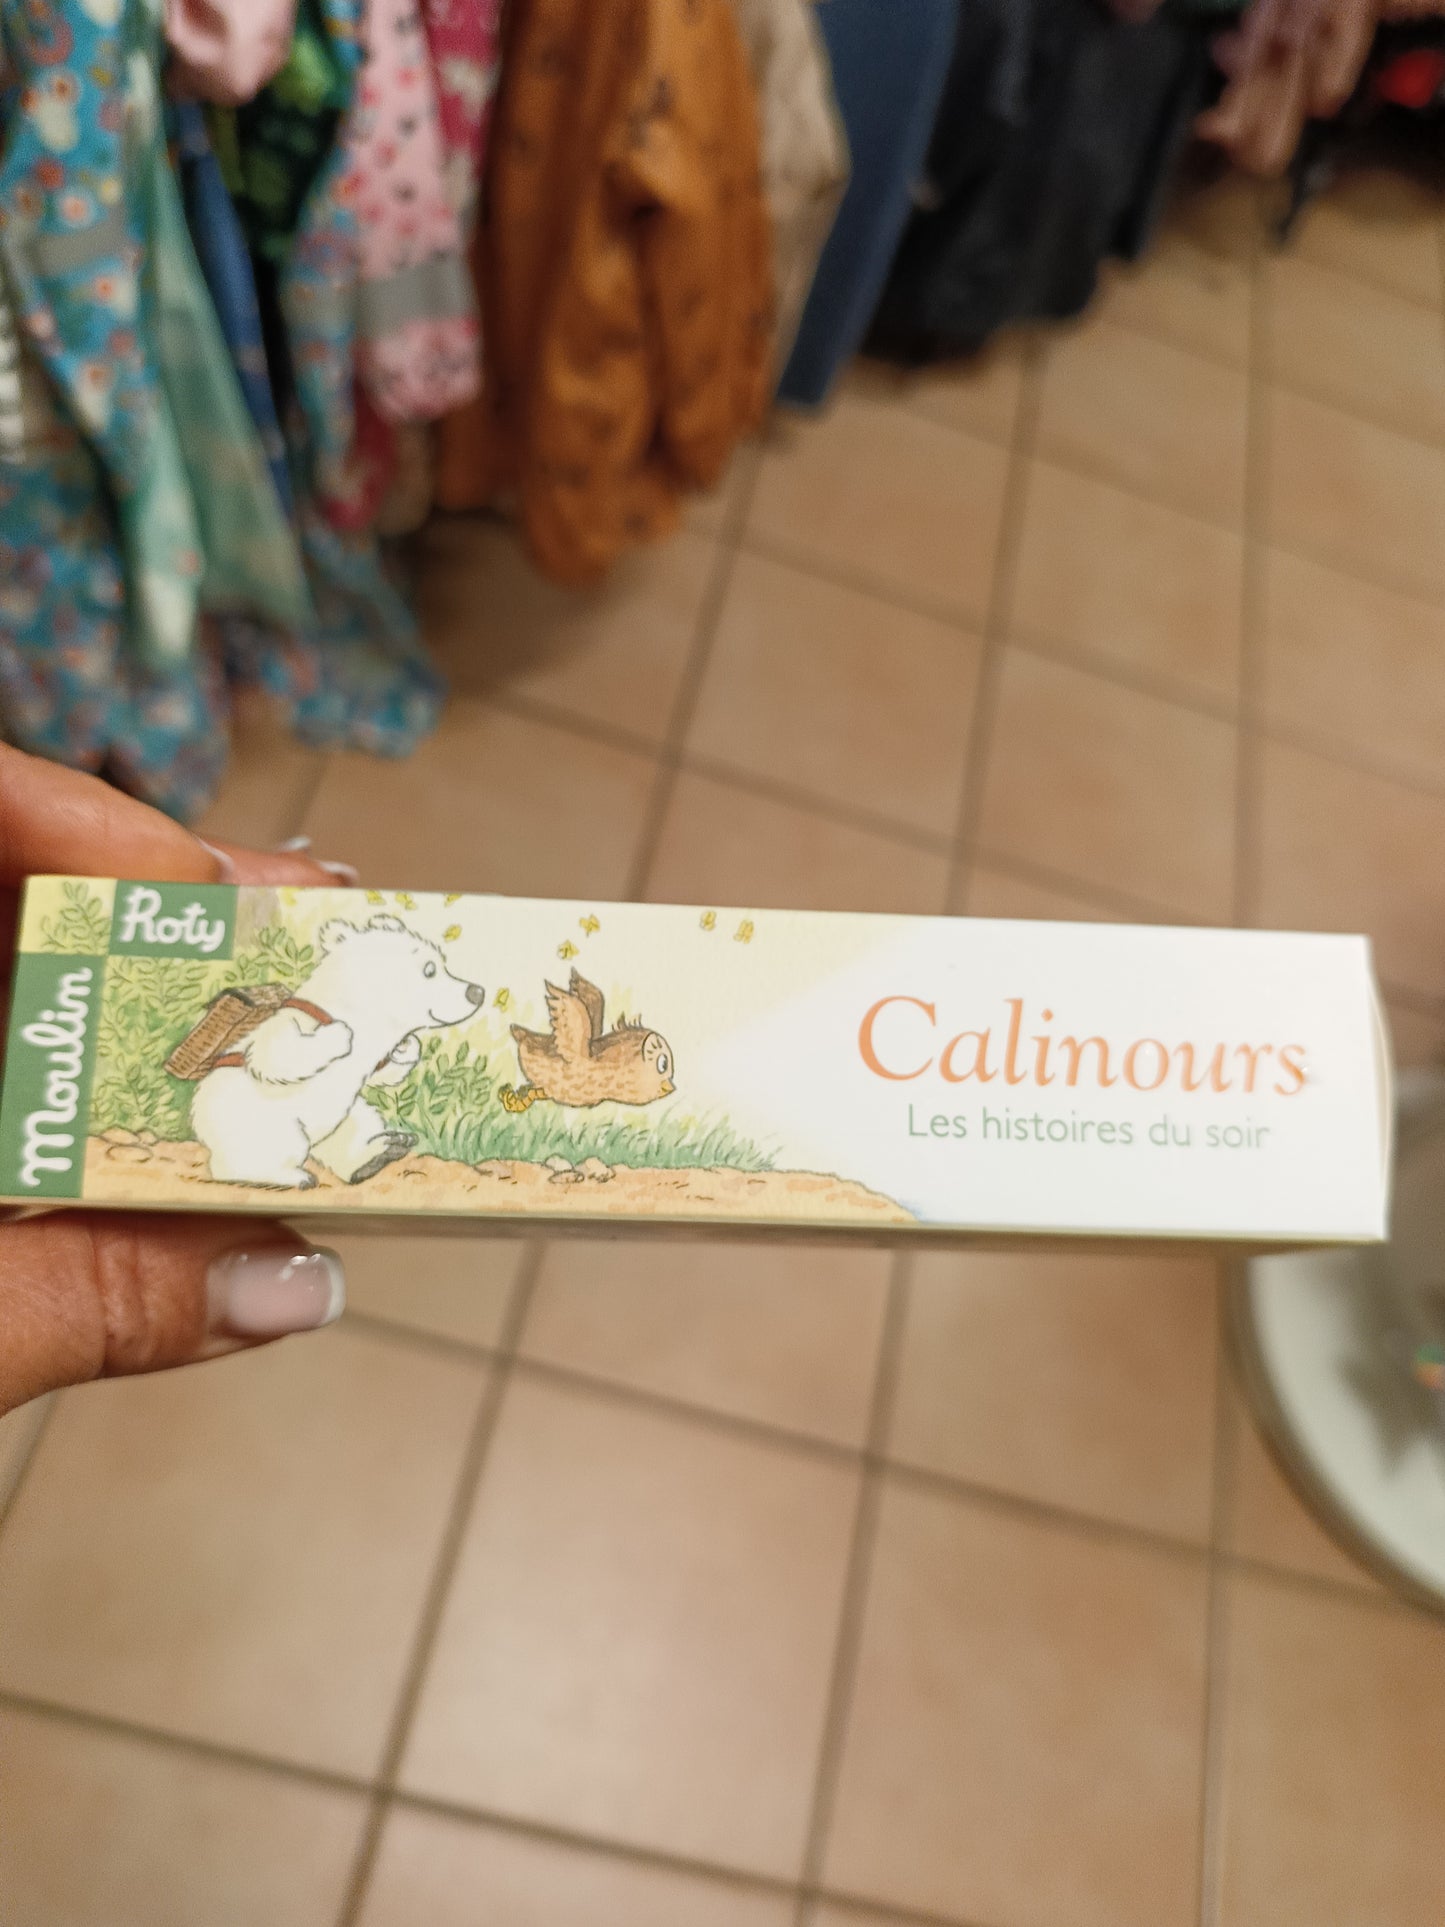 Moulin
Roty
Calinours
Les histoires du soir